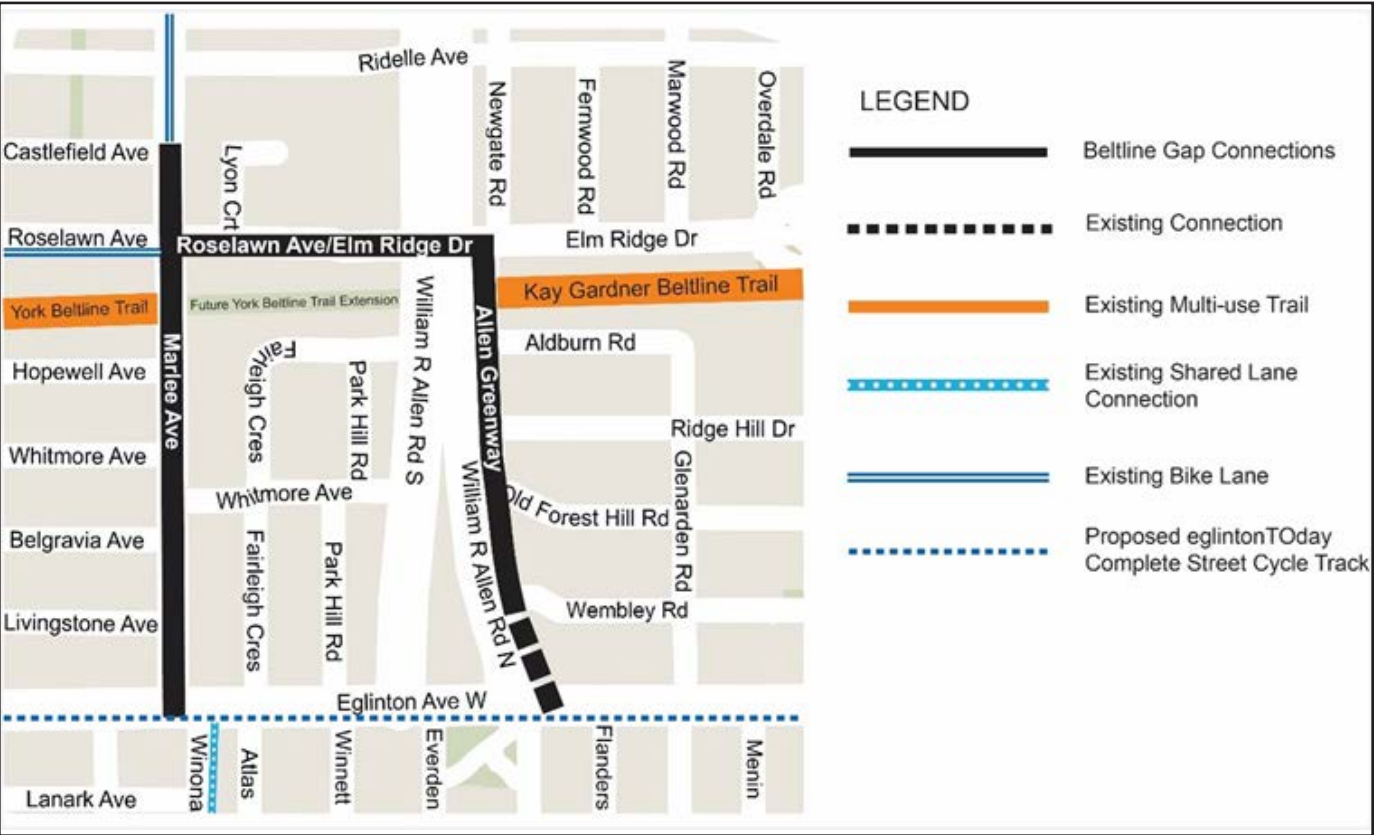 Ridelle Ave
Newgate Rd
Fernwood Rd
Marwood Rd
Overdale Rd
Castlefield Ave
Lyon Crt
Roselawn Ave
Roselawn Ave/Elm Ridge Dr
Elm Ridge Dr
York Beltline Trail
Future York Beltline Trail Extension
Kay Gardner Beltline Trail
Marlee Ave
William R Allen Rd S
Allen Greenway
Aldburn Rd
Hopewell Ave
Fairleigh Cres
Park Hill Rd
Ridge Hill Dr
Whitmore Ave
Whitmore Ave
William R Allen Rd N
Old Forest Hill Rd
Glenarden Rd
Belgravia Ave
Fairleigh Cres
Park Hill Rd
Livingstone Ave
Wembley Rd
Eglinton Ave W
Winona
Atlas
Winnett
Everden
Flanders
Menin
Lanark Ave
LEGEND
Beltline Gap Connections
Existing Connection
Existing Multi-use Trail
Existing Shared Lane
Connection
Existing Bike Lane
Proposed eglintonTOday
Complete Street Cycle Track